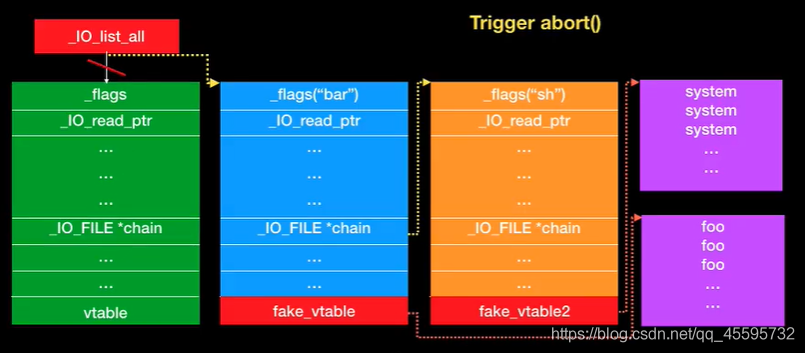 Trigger abort()
_IO_list_all
_flags
_IO_read_ptr
...
...
...
_IO_FILE *chain
...
...
vtable
_flags("bar")
_IO_read_ptr
...
...
...
_IO_FILE *chain
...
...
fake_vtable
_flags("sh")
_IO_read_ptr
...
...
...
_IO_FILE *chain
...
...
fake_vtable2
system
system
system
...
...
foo
foo
foo
...
...
https://blog.csdn.net/qq_45595732